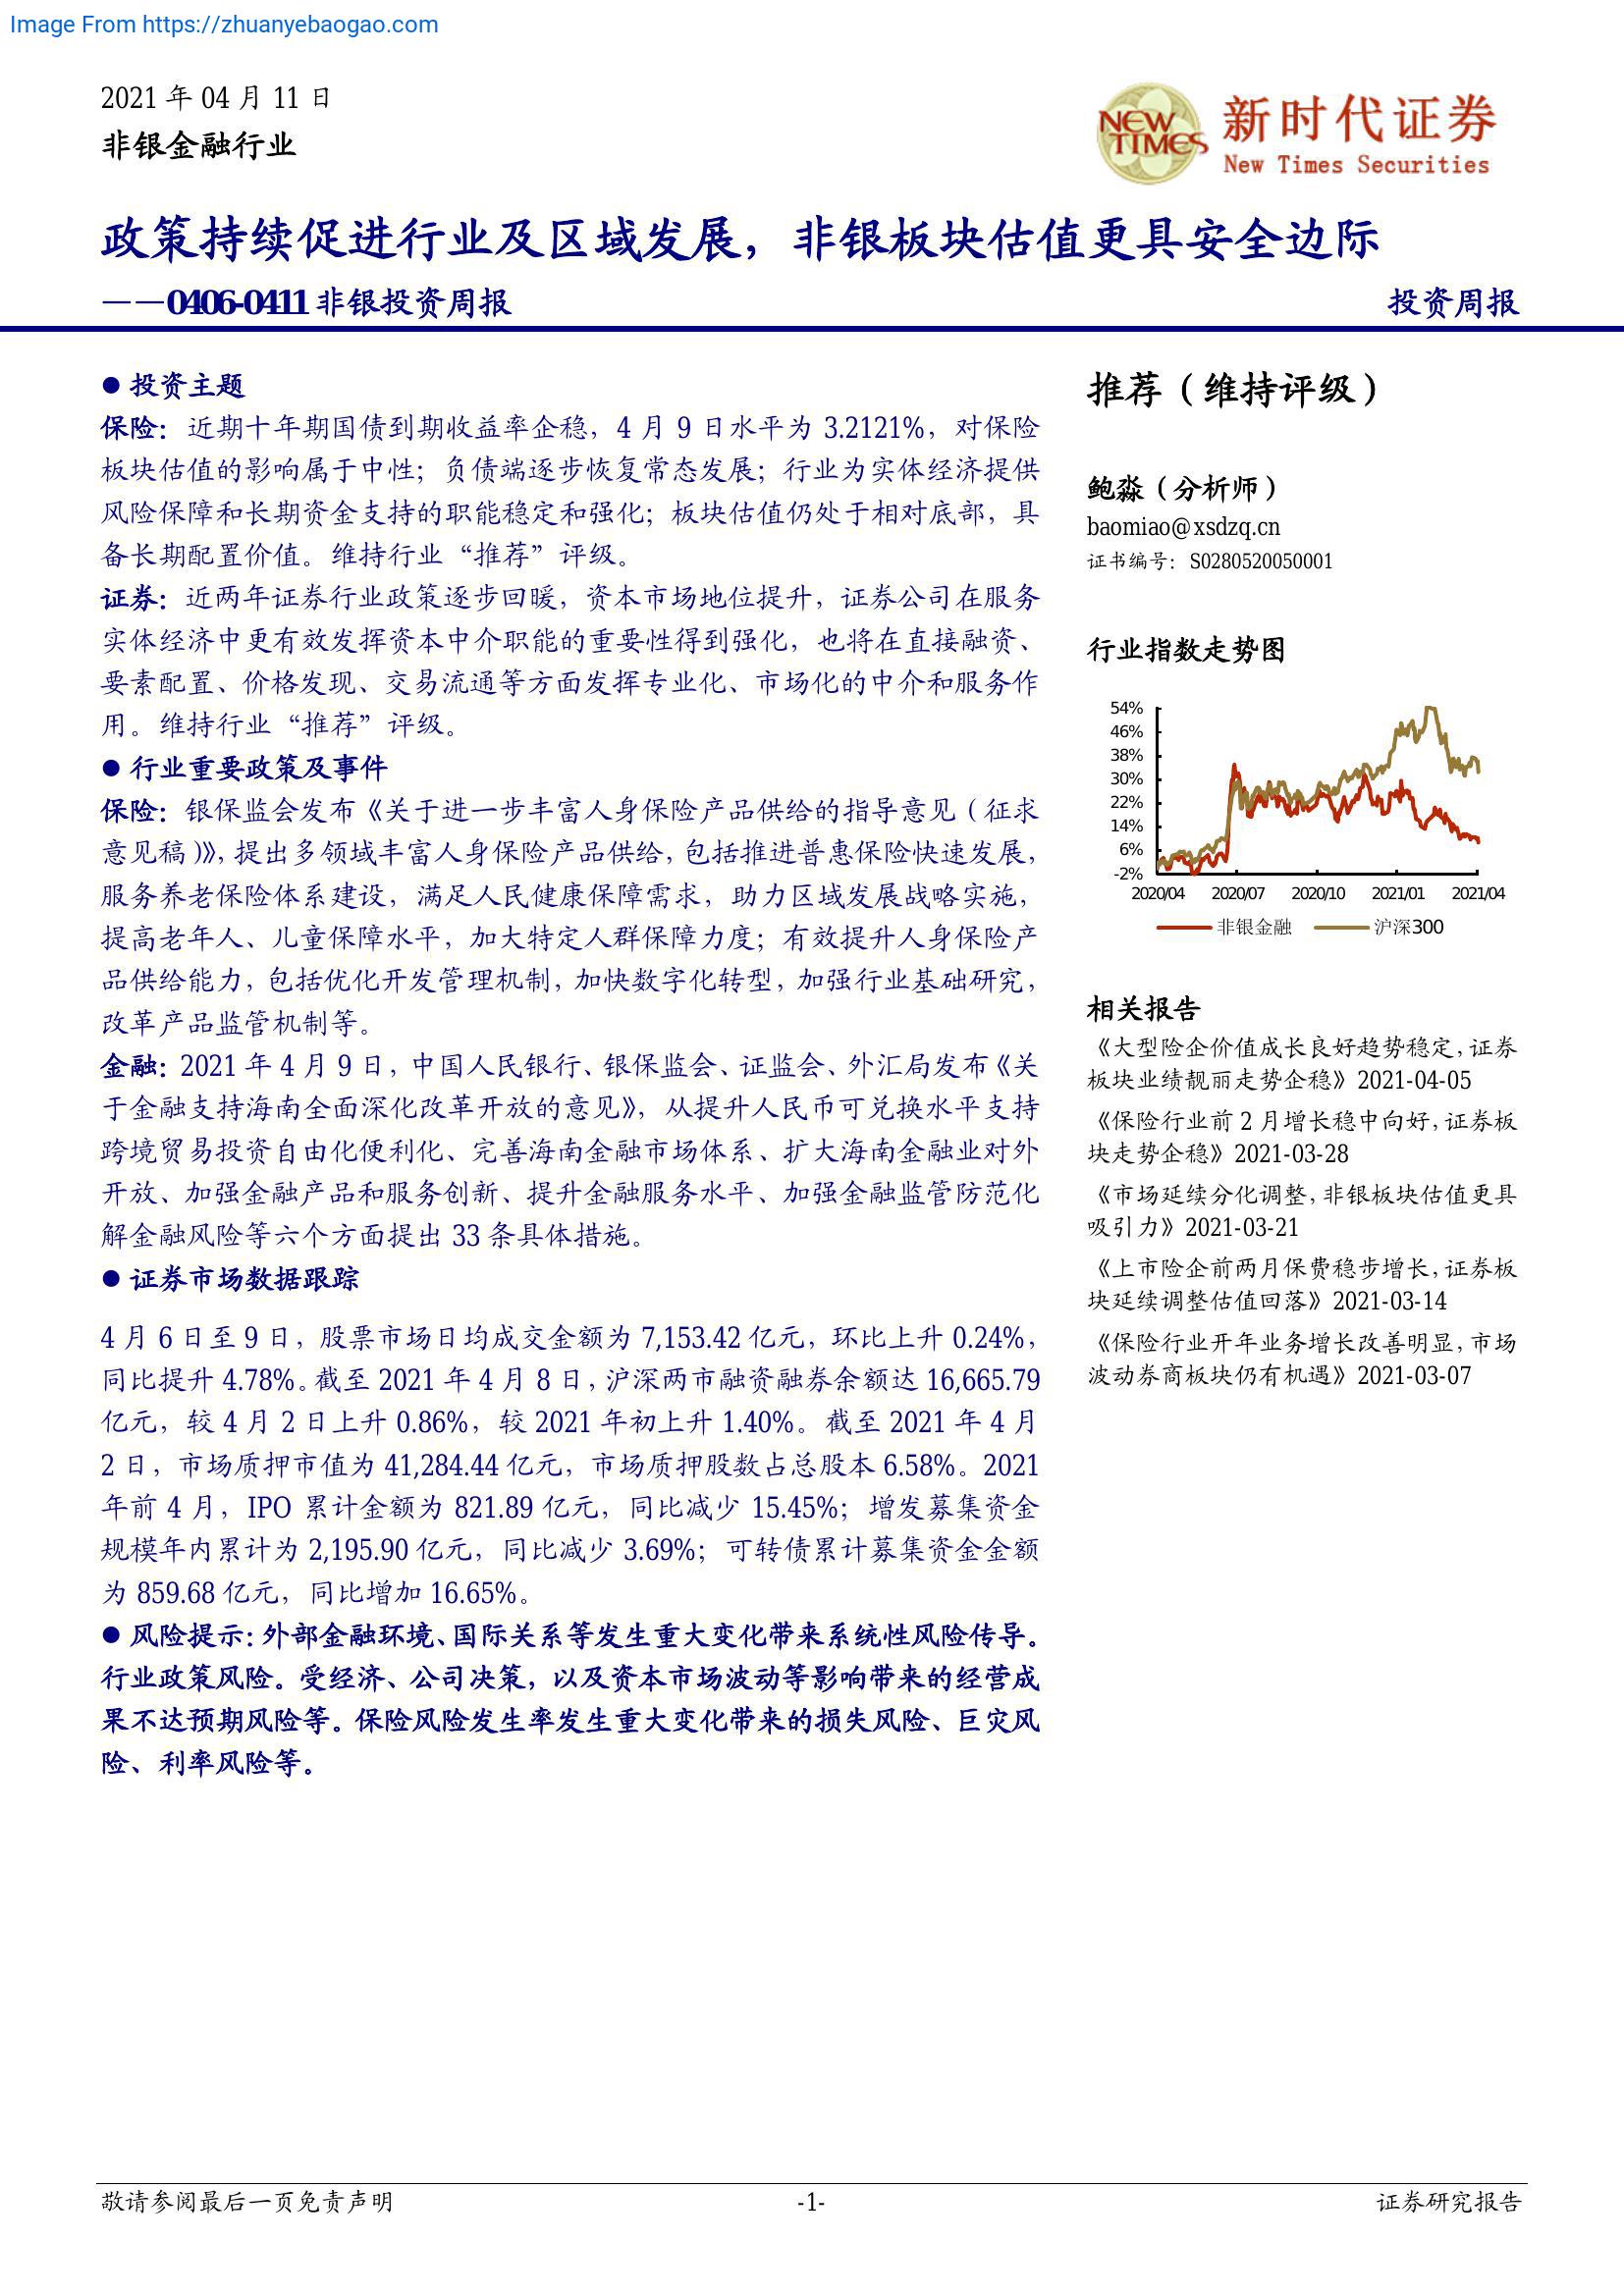 Image From https://zhuanyebaogao.com
2021 年 04 月 11 日
非银金融行业
NEW TIMES
新时代证券
New Times Securities
政策持续促进行业及区域发展，非银板块估值更具安全边际
——0406-0411 非银投资周报
投资周报
● 投资主题
保险：近期十年期国债到期收益率企稳，4 月 9 日水平为 3.2121%，对保险
板块估值的影响属于中性；负债端逐步恢复常态发展；行业为实体经济提供
风险保障和长期资金支持的职能稳定和强化；板块估值仍处于相对底部，具
备长期配置价值。维持行业“推荐”评级。
证券：近两年证券行业政策逐步回暖，资本市场地位提升，证券公司在服务
实体经济中更有效发挥资本中介职能的重要性得到强化，也将在直接融资、
要素配置、价格发现、交易流通等方面发挥专业化、市场化的中介和服务作
用。维持行业“推荐”评级。
● 行业重要政策及事件
保险：银保监会发布《关于进一步丰富人身保险产品供给的指导意见（征求
意见稿）》，提出多领域丰富人身保险产品供给，包括推进普惠保险快速发展，
服务养老保险体系建设，满足人民健康保障需求，助力区域发展战略实施，
提高老年人、儿童保障水平，加大特定人群保障力度；有效提升人身保险产
品供给能力，包括优化开发管理机制，加快数字化转型，加强行业基础研究，
改革产品监管机制等。
金融：2021 年 4 月 9 日，中国人民银行、银保监会、证监会、外汇局发布《关
于金融支持海南全面深化改革开放的意见》，从提升人民币可兑换水平支持
跨境贸易投资自由化便利化、完善海南金融市场体系、扩大海南金融业对外
开放、加强金融产品和服务创新、提升金融服务水平、加强金融监管防范化
解金融风险等六个方面提出 33 条具体措施。
● 证券市场数据跟踪
4 月 6 日至 9 日，股票市场日均成交金额为 7,153.42 亿元，环比上升 0.24%，
同比提升 4.78%。截至 2021 年 4 月 8 日，沪深两市融资融券余额达 16,665.79
亿元，较 4 月 2 日上升 0.86%，较 2021 年初上升 1.40%。截至 2021 年 4 月
2 日，市场质押市值为 41,284.44 亿元，市场质押股数占总股本 6.58%。2021
年前 4 月，IPO 累计金额为 821.89 亿元，同比减少 15.45%；增发募集资金
规模年内累计为 2,195.90 亿元，同比减少 3.69%；可转债累计募集资金金额
为 859.68 亿元，同比增加 16.65%。
● 风险提示：外部金融环境、国际关系等发生重大变化带来系统性风险传导。
行业政策风险。受经济、公司决策，以及资本市场波动等影响带来的经营成
果不达预期风险等。保险风险发生率发生重大变化带来的损失风险、巨灾风
险、利率风险等。
推荐（维持评级）
鲍淼（分析师）
baomiao@xsdzq.cn
证书编号：S0280520050001
行业指数走势图
54%
46%
38%
30%
22%
14%
6%
-2%
2020/04 2020/07 2020/10 2021/01 2021/04
非银金融 沪深300
相关报告
《大型险企价值成长良好趋势稳定，证券
板块业绩靓丽走势企稳》2021-04-05
《保险行业前 2 月增长稳中向好，证券板
块走势企稳》2021-03-28
《市场延续分化调整，非银板块估值更具
吸引力》2021-03-21
《上市险企前两月保费稳步增长，证券板
块延续调整估值回落》2021-03-14
《保险行业开年业务增长改善明显，市场
波动券商板块仍有机遇》2021-03-07
敬请参阅最后一页免责声明
-1-
证券研究报告